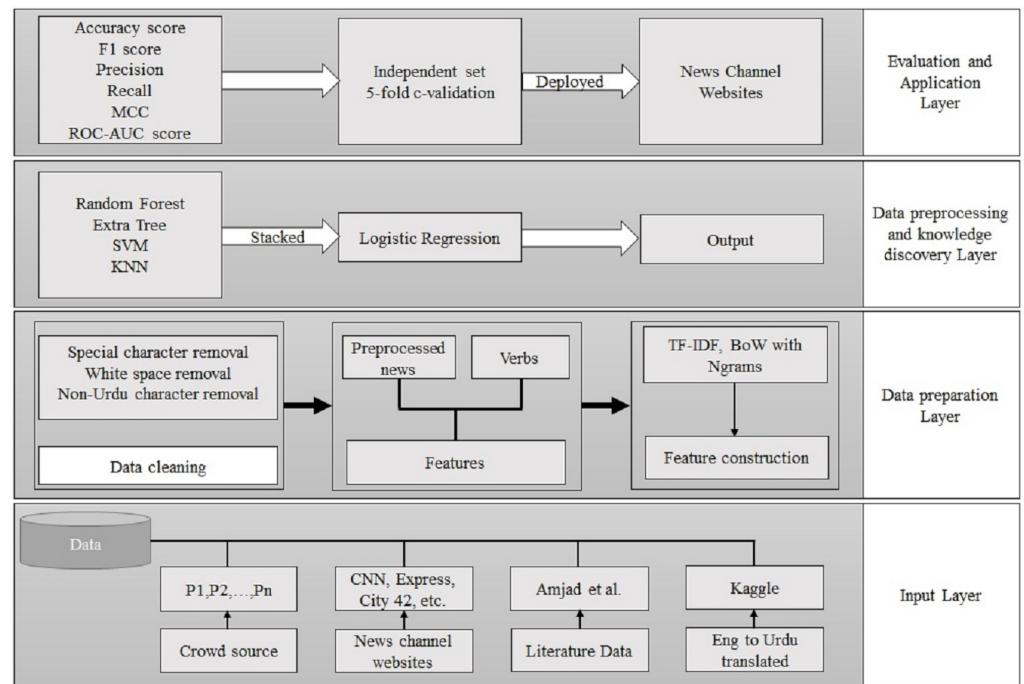 Accuracy score
F1 score
Precision
Recall
MCC
ROC-AUC score
Independent set
5-fold c-validation
Deployed
News Channel
Websites
Evaluation and
Application
Layer
Random Forest
Extra Tree
SVM
KNN
Stacked
Logistic Regression
Output
Data preprocessing
and knowledge
discovery Layer
Special character removal
White space removal
Non-Urdu character removal
Data cleaning
Preprocessed
news
Verbs
Features
TF-IDF, BoW with
Ngrams
Feature construction
Data preparation
Layer
Data
P1,P2,...,Pn
Crowd source
CNN, Express,
City 42, etc.
News channel
websites
Amjad et al.
Literature Data
Kaggle
Eng to Urdu
translated
Input Layer